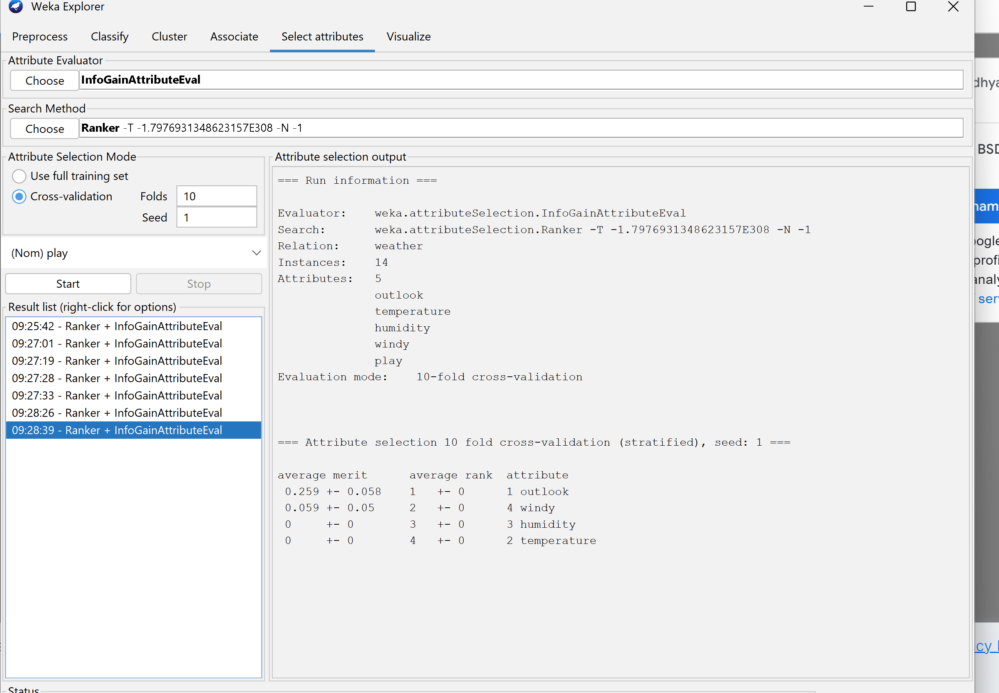 Weka Explorer
Preprocess Classify Cluster Associate Select attributes Visualize
Attribute Evaluator
Choose InfoGainAttributeEval
Search Method
Choose Ranker -T -1.7976931348623157E308 -N -1
Attribute Selection Mode
Use full training set
Cross-validation Folds 10
Seed 1
(Nom) play
Start Stop
Result list (right-click for options)
09:25:42 - Ranker + InfoGainAttributeEval
09:27:01 - Ranker + InfoGainAttributeEval
09:27:19 - Ranker + InfoGainAttributeEval
09:27:28 - Ranker + InfoGainAttributeEval
09:27:33 - Ranker + InfoGainAttributeEval
09:28:26 - Ranker + InfoGainAttributeEval
09:28:39 - Ranker + InfoGainAttributeEval
Attribute selection output
=== Run information ===
Evaluator: weka.attributeSelection.InfoGainAttributeEval
Search: weka.attributeSelection.Ranker -T -1.7976931348623157E308 -N -1
Relation: weather
Instances: 14
Attributes: 5
outlook
temperature
humidity
windy
play
Evaluation mode: 10-fold cross-validation
=== Attribute selection 10 fold cross-validation (stratified), seed: 1 ===
average merit average rank attribute
0.259 +- 0.058 1 +- 0 1 outlook
0.059 +- 0.05 2 +- 0 4 windy
0 +- 0 3 +- 0 3 humidity
0 +- 0 4 +- 0 2 temperature
Status